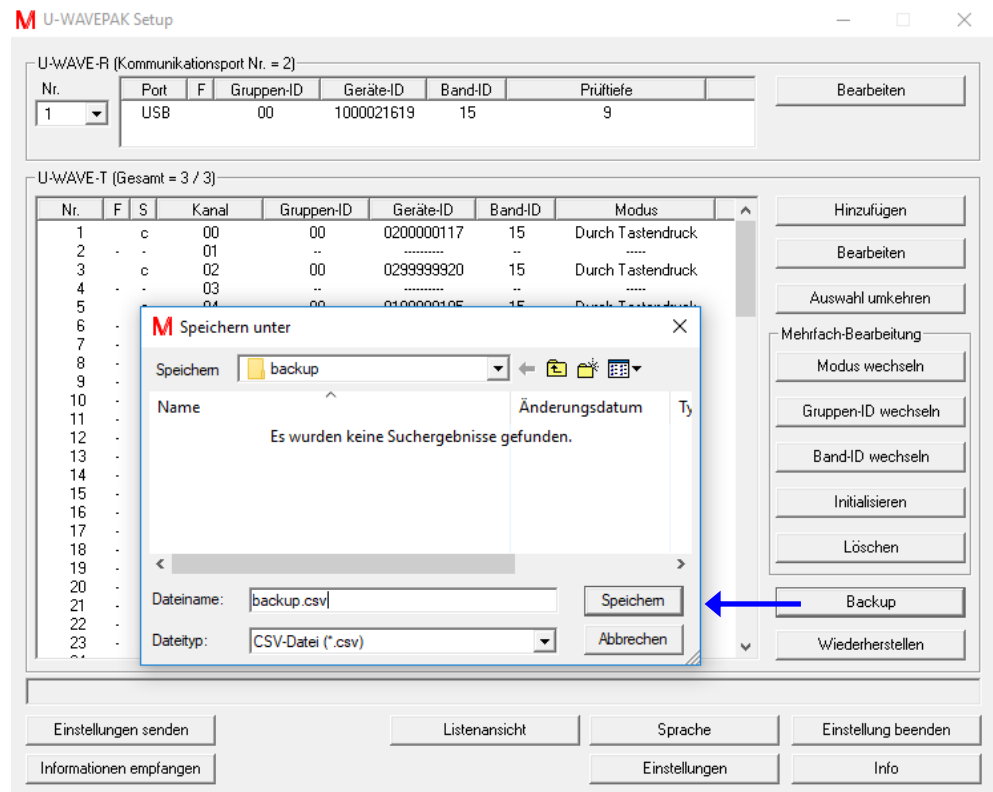 U-WAVEPAK Setup
U-WAVE-R (Kommunikationsport Nr. = 2)
Nr. Port F Gruppen-ID Geräte-ID Band-ID Prüftiefe
1 USB 00 1000021619 15 9
Bearbeiten
U-WAVE-T (Gesamt = 3 / 3)
Nr. F S Kanal Gruppen-ID Geräte-ID Band-ID Modus
1 c 00 00 0200000117 15 Durch Tastendruck
2 - - 01 -- ---------- -- -----
3 c 02 00 0299999920 15 Durch Tastendruck
4 - - 03 -- ---------- -- -----
5
6 -
7 -
8 -
9 -
10 -
11 -
12 -
13 -
14 -
15 -
16 -
17 -
18 -
19 -
20 -
21 -
22 -
23 -
Speichern unter
Speichern backup
Name Änderungsdatum Ty
Es wurden keine Suchergebnisse gefunden.
Dateiname: backup.csv Speichern
Dateityp: CSV-Datei (*.csv) Abbrechen
Hinzufügen
Bearbeiten
Auswahl umkehren
Mehrfach-Bearbeitung
Modus wechseln
Gruppen-ID wechseln
Band-ID wechseln
Initialisieren
Löschen
Backup
Wiederherstellen
Einstellungen senden Listenansicht Sprache Einstellung beenden
Informationen empfangen Einstellungen Info